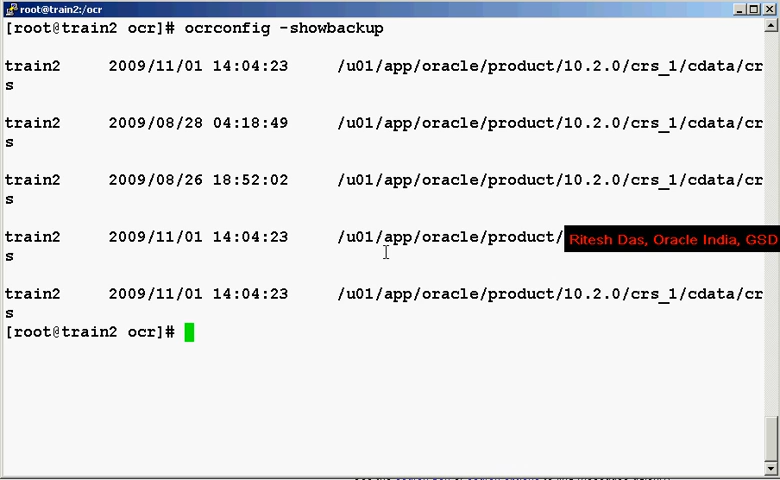 root@train2:/ocr
[root@train2 ocr]# ocrconfig -showbackup
train2     2009/11/01 14:04:23     /u01/app/oracle/product/10.2.0/crs_1/cdata/cr
s
train2     2009/08/28 04:18:49     /u01/app/oracle/product/10.2.0/crs_1/cdata/cr
s
train2     2009/08/26 18:52:02     /u01/app/oracle/product/10.2.0/crs_1/cdata/cr
s
train2     2009/11/01 14:04:23     /u01/app/oracle/product/ Ritesh Das, Oracle India, GSD
s
train2     2009/11/01 14:04:23     /u01/app/oracle/product/10.2.0/crs_1/cdata/cr
s
[root@train2 ocr]#